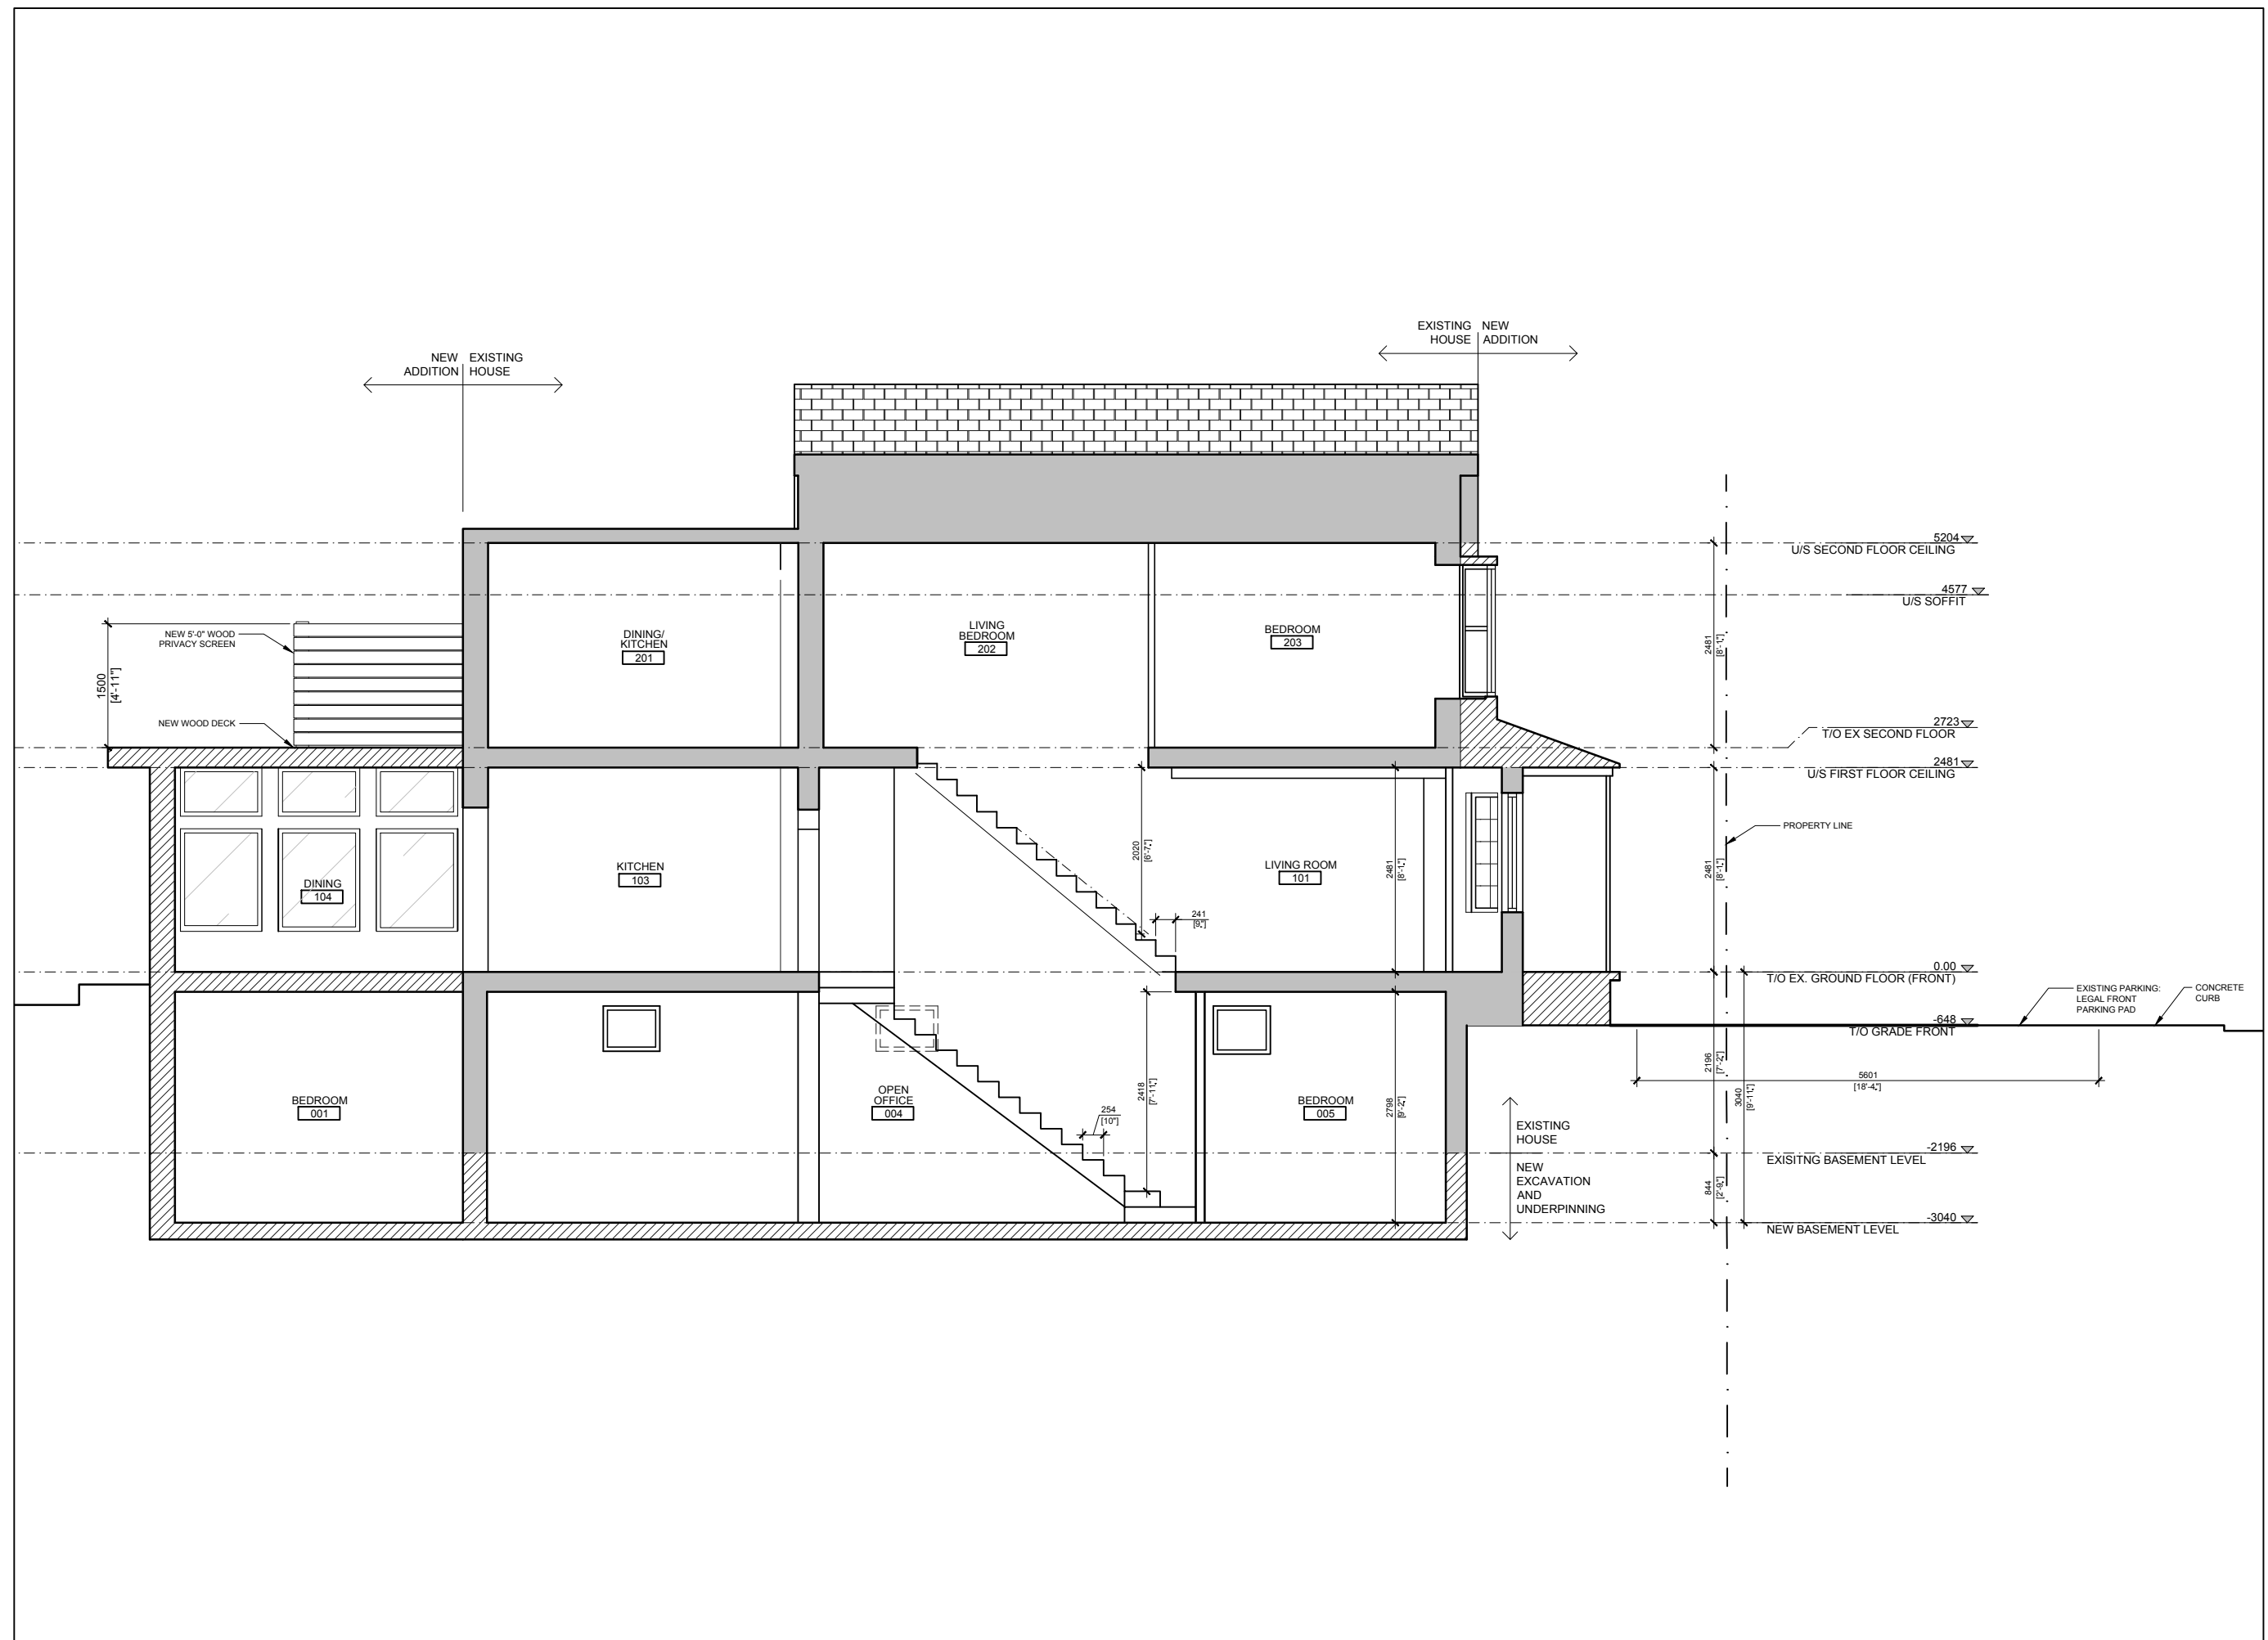 EXISTING NEW
HOUSE ADDITION
NEW EXISTING
ADDITION HOUSE
5204
U/S SECOND FLOOR CEILING
4577
U/S SOFFIT
NEW 5'-0" WOOD
PRIVACY SCREEN
1500
[4'-11"]
NEW WOOD DECK
DINING/
KITCHEN
201
LIVING
BEDROOM
202
BEDROOM
203
2481
[8'-1"]
2723
T/O EX SECOND FLOOR
2481
U/S FIRST FLOOR CEILING
PROPERTY LINE
DINING
104
KITCHEN
103
2020
[6'-7"]
LIVING ROOM
101
2481
[8'-1"]
2481
[8'-1"]
241
[9"]
0.00
T/O EX. GROUND FLOOR (FRONT)
EXISTING PARKING:
LEGAL FRONT
PARKING PAD
CONCRETE
CURB
-648
T/O GRADE FRONT
2196
[7'-2"]
5601
[18'-4"]
3040
[9'-11"]
BEDROOM
001
OPEN
OFFICE
004
2418
[7'-11"]
254
[10"]
2798
[9'-2"]
BEDROOM
005
EXISTING
HOUSE
-2196
EXISITNG BASEMENT LEVEL
NEW
EXCAVATION
AND
UNDERPINNING
844
[2'-9"]
-3040
NEW BASEMENT LEVEL